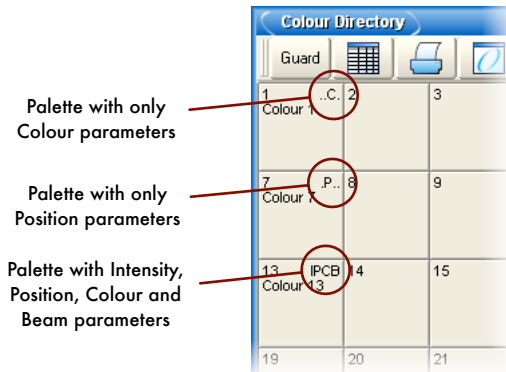 Colour Directory
Guard
Palette with only
Colour parameters
1 ..C. 2 3
Colour 1
Palette with only
Position parameters
7 .P.. 8 9
Colour 7
Palette with Intensity,
Position, Colour and
Beam parameters
13 IPCB 14 15
Colour 13
19 20 21